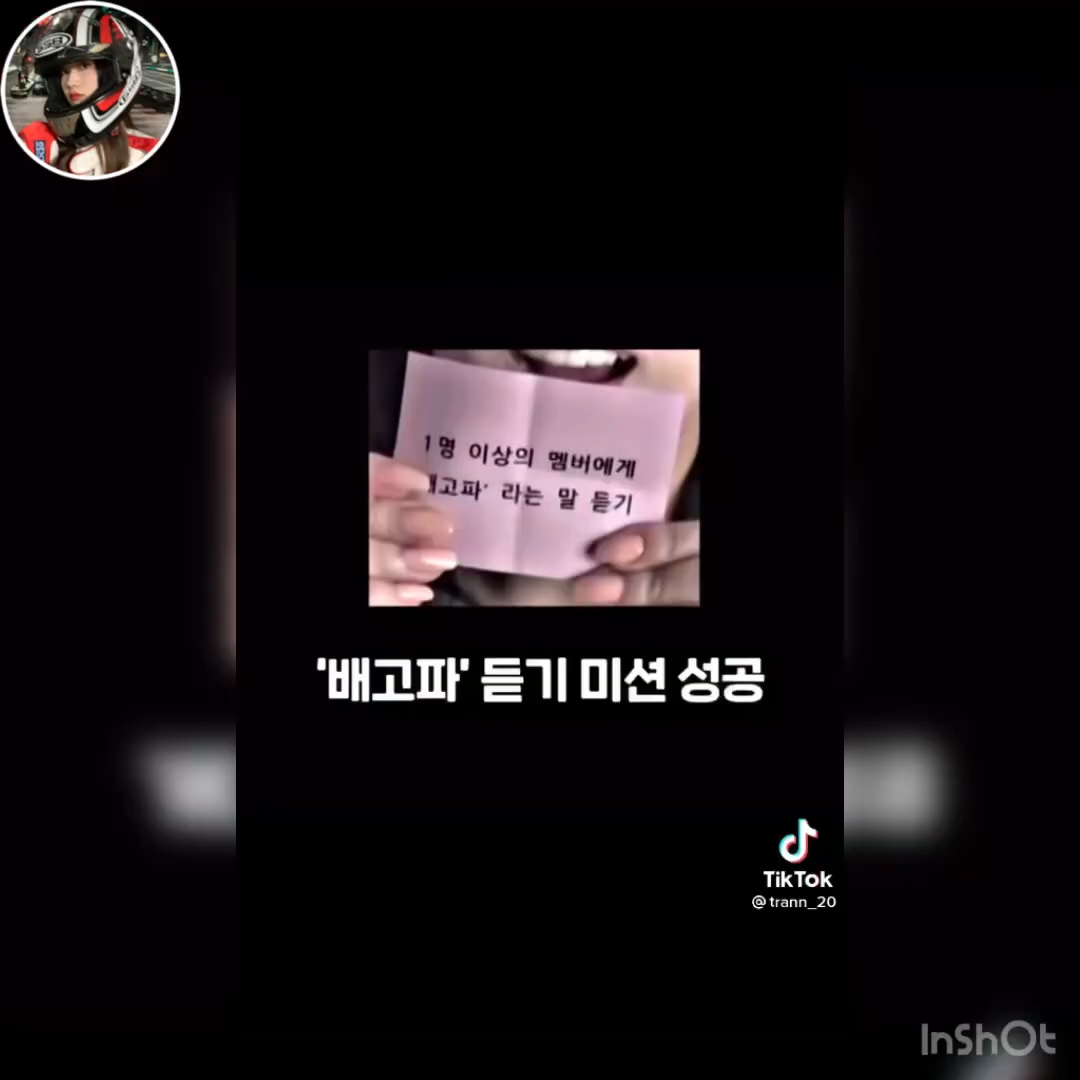 1명 이상의 멤버에게
배고파' 라는 말 듣기
'배고파' 듣기 미션 성공
TikTok
@trann_20
InShOt